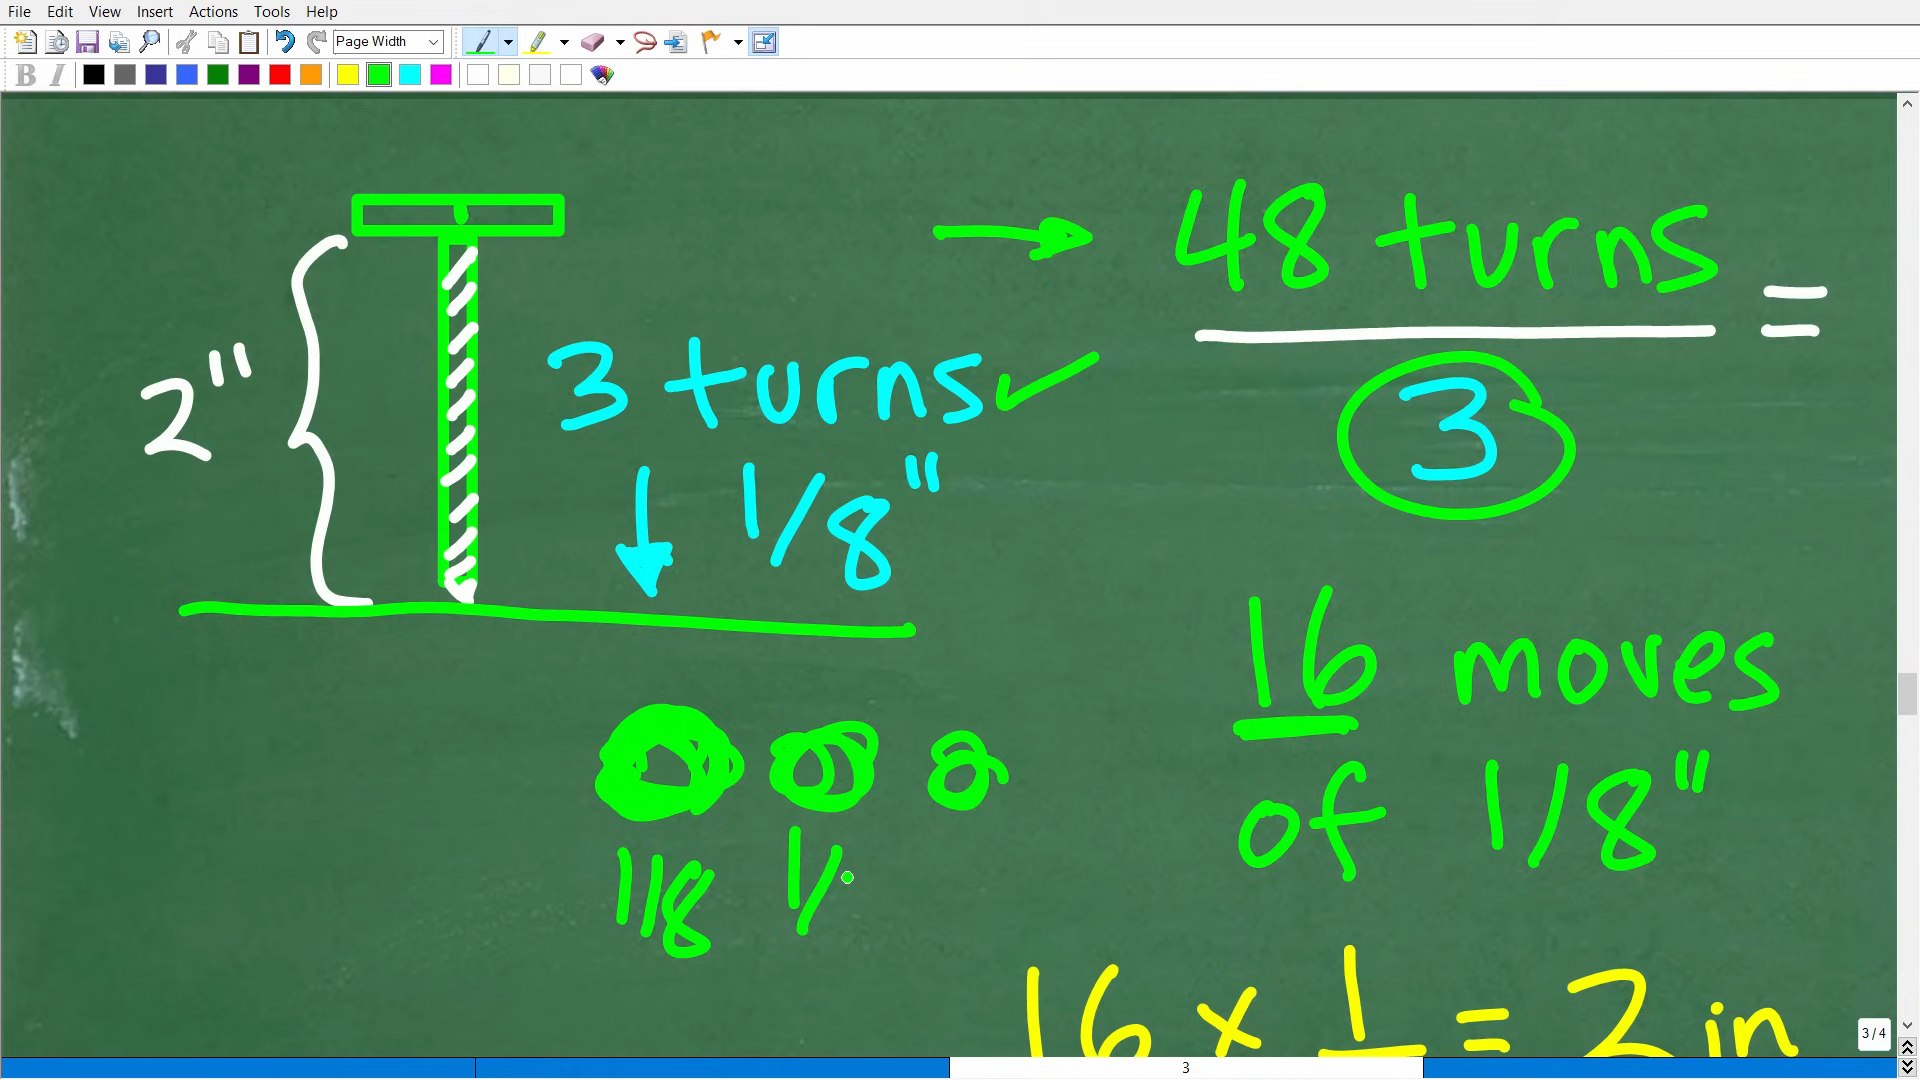 File Edit View Insert Actions Tools Help
Page Width
B I
48 turns =
3
2"
3 turns
1/8"
16 moves
of 1/8"
1/8 1/
16 x 1 = 2 in
3 / 4
3